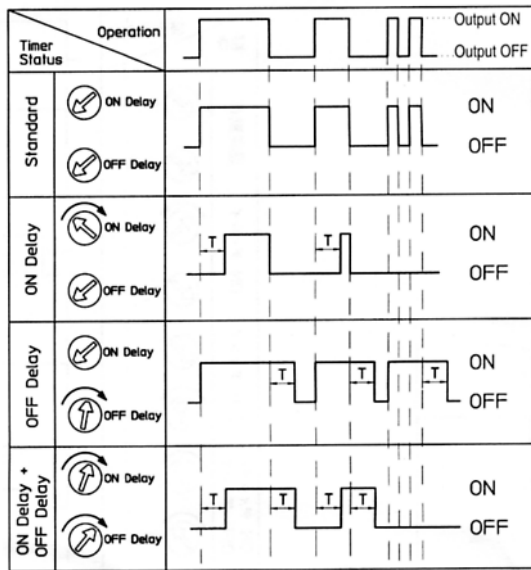 Operation
Timer
Status
Output ON
Output OFF
Standard
ON Delay
OFF Delay
ON
OFF
ON Delay
ON Delay
OFF Delay
T
T
ON
OFF
OFF Delay
ON Delay
OFF Delay
T
T
T
ON
OFF
ON Delay +
OFF Delay
ON Delay
OFF Delay
T
T
T
T
ON
OFF